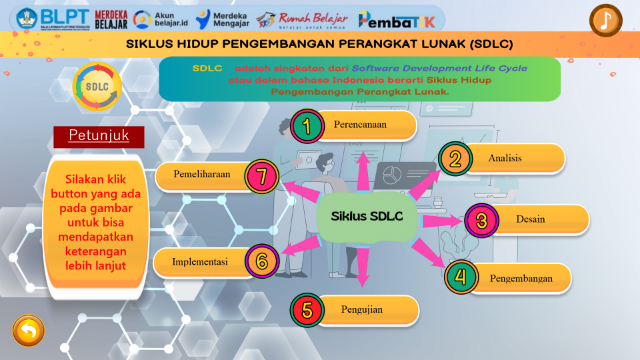 BLPT
MERDEKA
BELAJAR
Akun
belajar.id
Merdeka
Mengajar
Rumah Belajar
belajar untuk semua
PembaTIK
SIKLUS HIDUP PENGEMBANGAN PERANGKAT LUNAK (SDLC)
SDLC
SDLC adalah singkatan dari Software Development Life Cycle
atau dalam bahasa Indonesia berarti Siklus Hidup
Pengembangan Perangkat Lunak.
Petunjuk
Silakan klik
button yang ada
pada gambar
untuk bisa
mendapatkan
keterangan
lebih lanjut
Siklus SDLC
1 Perencanaan
2 Analisis
3 Desain
4 Pengembangan
5 Pengujian
Implementasi 6
Pemeliharaan 7